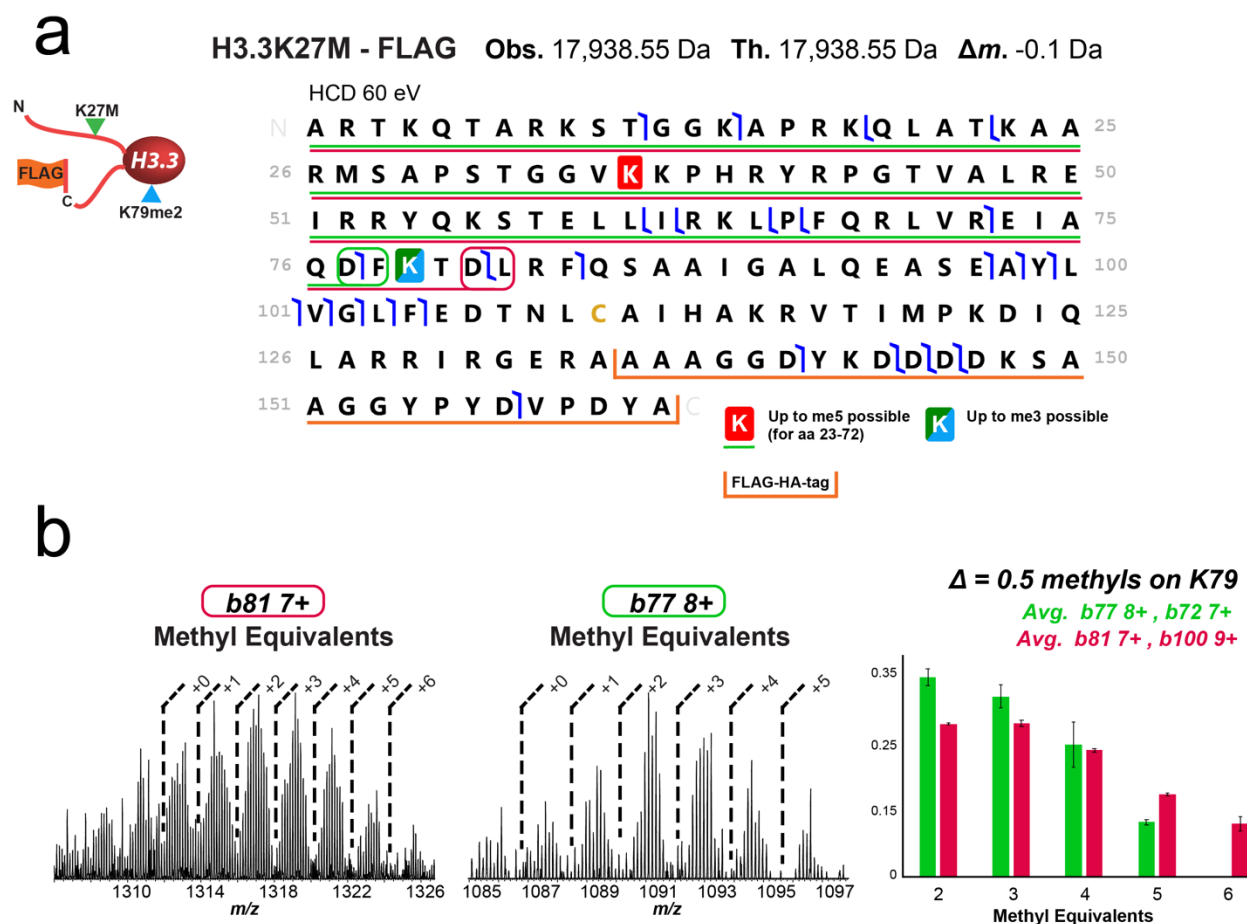 a
H3.3K27M - FLAG Obs. 17,938.55 Da Th. 17,938.55 Da Δm. -0.1 Da
HCD 60 eV
N
K27M
H3.3
FLAG
C
K79me2
N A R T K Q T A R K S T G G K A P R K Q L A T K A A 25
26 R M S A P S T G G V K K P H R Y R P G T V A L R E 50
51 I R R Y Q K S T E L L I R K L P F Q R L V R E I A 75
76 Q D F K T D L R F Q S A A I G A L Q E A S E A Y L 100
101 V G L F E D T N L C A I H A K R V T I M P K D I Q 125
126 L A R R I R G E R A A A A G G D Y K D D D D K S A 150
151 A G G Y P Y D V P D Y A C
K Up to me5 possible
(for aa 23-72)
K Up to me3 possible
FLAG-HA-tag
b
b81 7+
Methyl Equivalents
+0 +1 +2 +3 +4 +5 +6
1310 1314 1318 1322 1326
m/z
b77 8+
Methyl Equivalents
+0 +1 +2 +3 +4 +5
1085 1087 1089 1091 1093 1095 1097
m/z
Δ = 0.5 methyls on K79
Avg. b77 8+ , b72 7+
Avg. b81 7+ , b100 9+
0.35
0.25
0.15
0
2 3 4 5 6
Methyl Equivalents